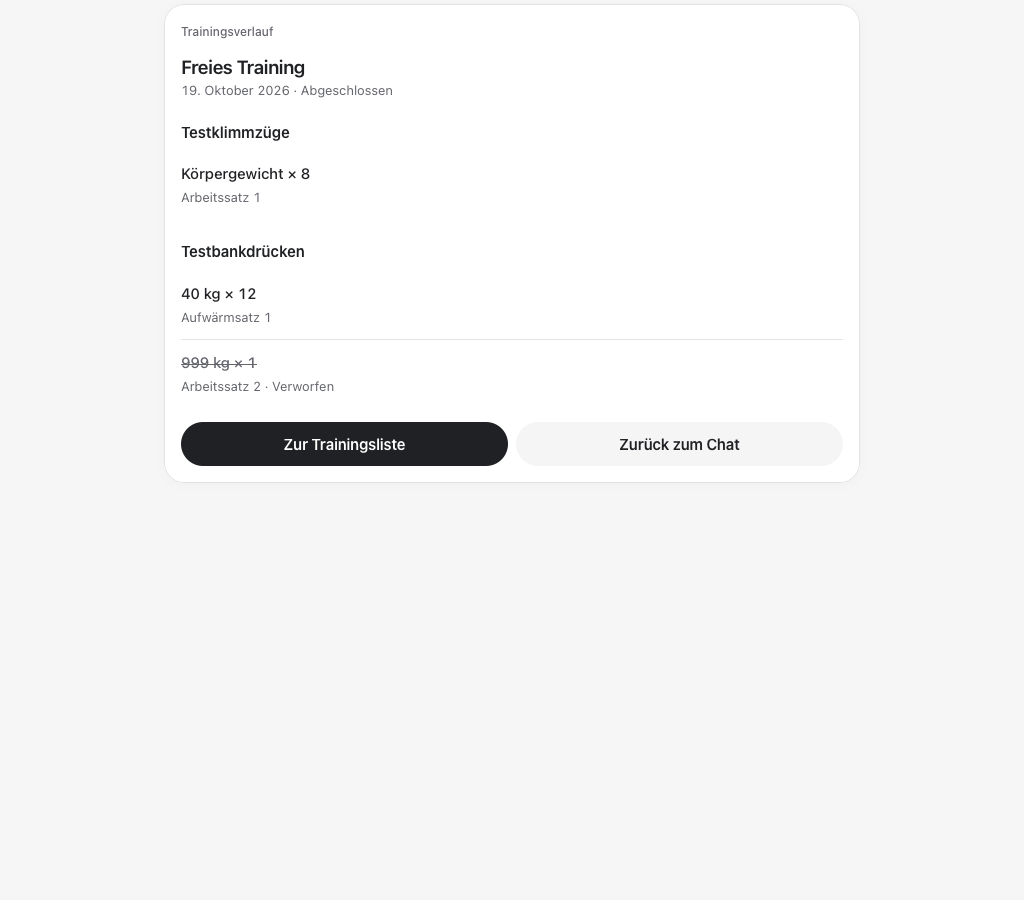 Trainingsverlauf
Freies Training
19. Oktober 2026 · Abgeschlossen
Testklimmzüge
Körpergewicht × 8
Arbeitssatz 1
Testbankdrücken
40 kg × 12
Aufwärmsatz 1
999 kg × 1
Arbeitssatz 2 · Verworfen
Zur Trainingsliste
Zurück zum Chat